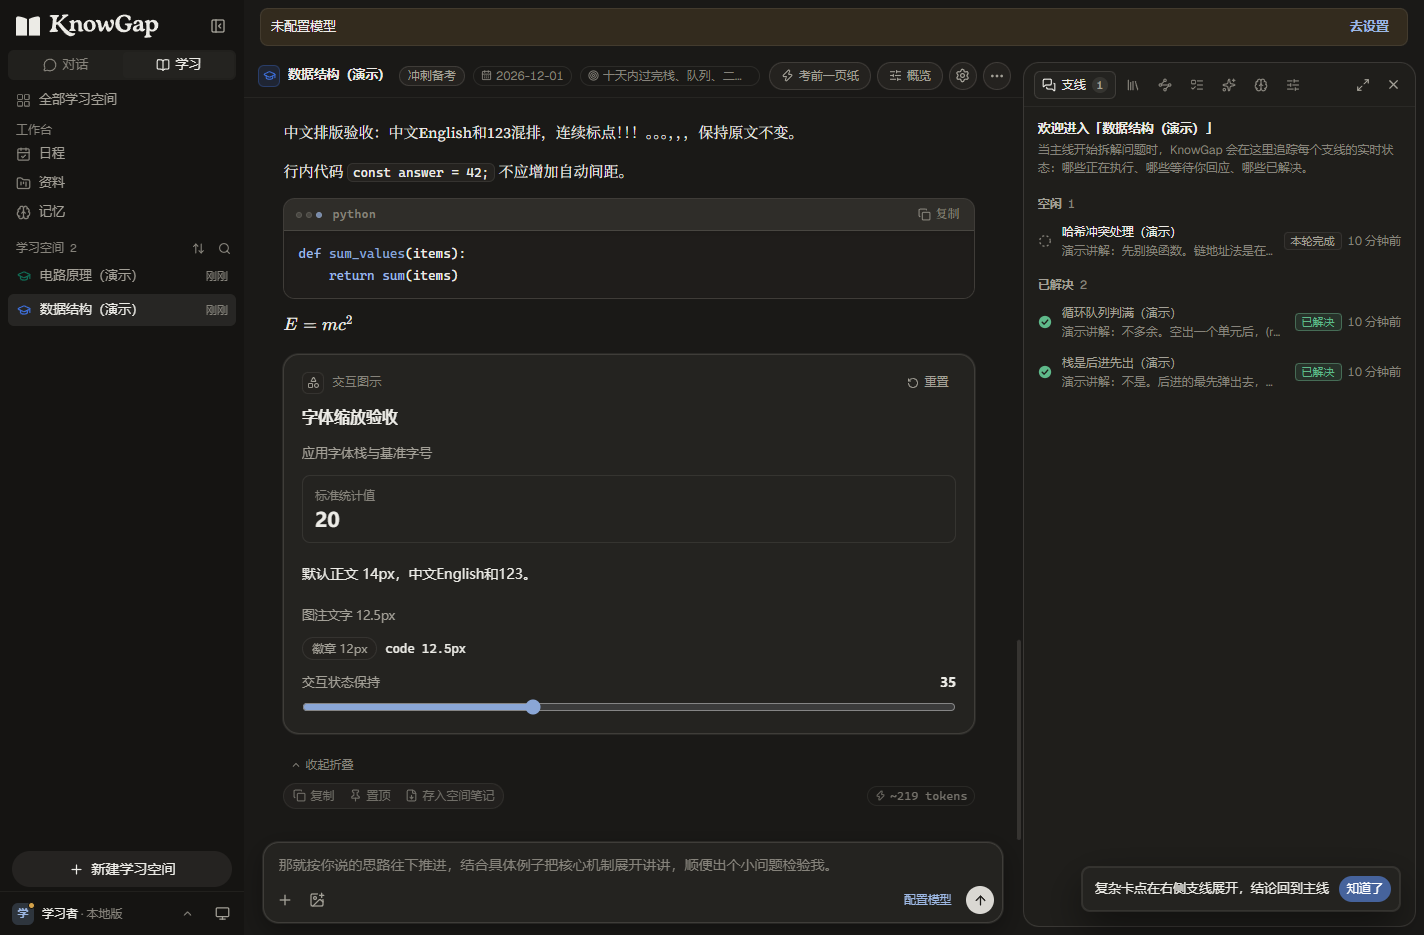 KnowGap
对话
学习
全部学习空间
工作台
日程
资料
记忆
学习空间 2
电路原理（演示） 刚刚
数据结构（演示） 刚刚
新建学习空间
学 学习者 · 本地版
未配置模型 去设置
数据结构（演示） 冲刺备考 2026-12-01 十天内过完栈、队列、二... 考前一页纸 概览
中文排版验收：中文English和123混排，连续标点！！！。。。，，，保持原文不变。
行内代码 const answer = 42; 不应增加自动间距。
python 复制
def sum_values(items):
    return sum(items)
E = mc²
交互图示 重置
字体缩放验收
应用字体栈与基准字号
标准统计值
20
默认正文 14px，中文English和123。
图注文字 12.5px
徽章 12px code 12.5px
交互状态保持 35
收起折叠
复制 置顶 存入空间笔记 ~219 tokens
那就按你说的思路往下推进，结合具体例子把核心机制展开讲讲，顺便出个小问题检验我。
配置模型
支线 1
欢迎进入「数据结构（演示）」
当主线开始拆解问题时，KnowGap 会在这里追踪每个支线的实时状
态：哪些正在执行、哪些等待你回应、哪些已解决。
空闲 1
哈希冲突处理（演示）
演示讲解：先别换函数。链地址法是在... 本轮完成 10 分钟前
已解决 2
循环队列判满（演示）
演示讲解：不多余。空出一个单元后，(r... 已解决 10 分钟前
栈是后进先出（演示）
演示讲解：不是。后进的最先弹出去，... 已解决 10 分钟前
复杂卡点在右侧支线展开，结论回到主线 知道了